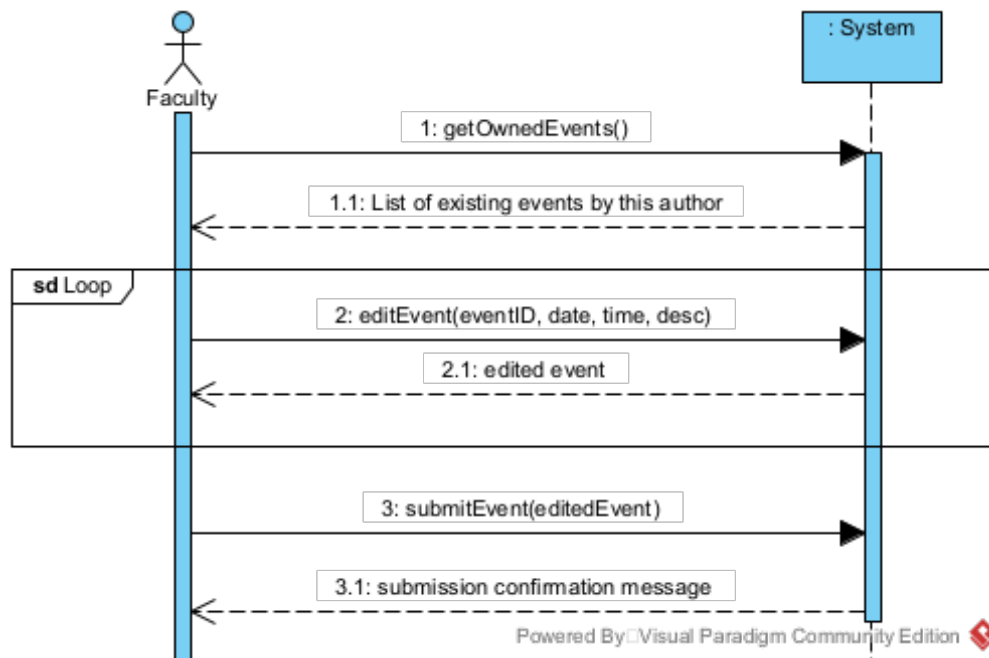 : System
Faculty
1: getOwnedEvents()
1.1: List of existing events by this author
sd Loop
2: editEvent(eventID, date, time, desc)
2.1: edited event
3: submitEvent(editedEvent)
3.1: submission confirmation message
Powered By Visual Paradigm Community Edition